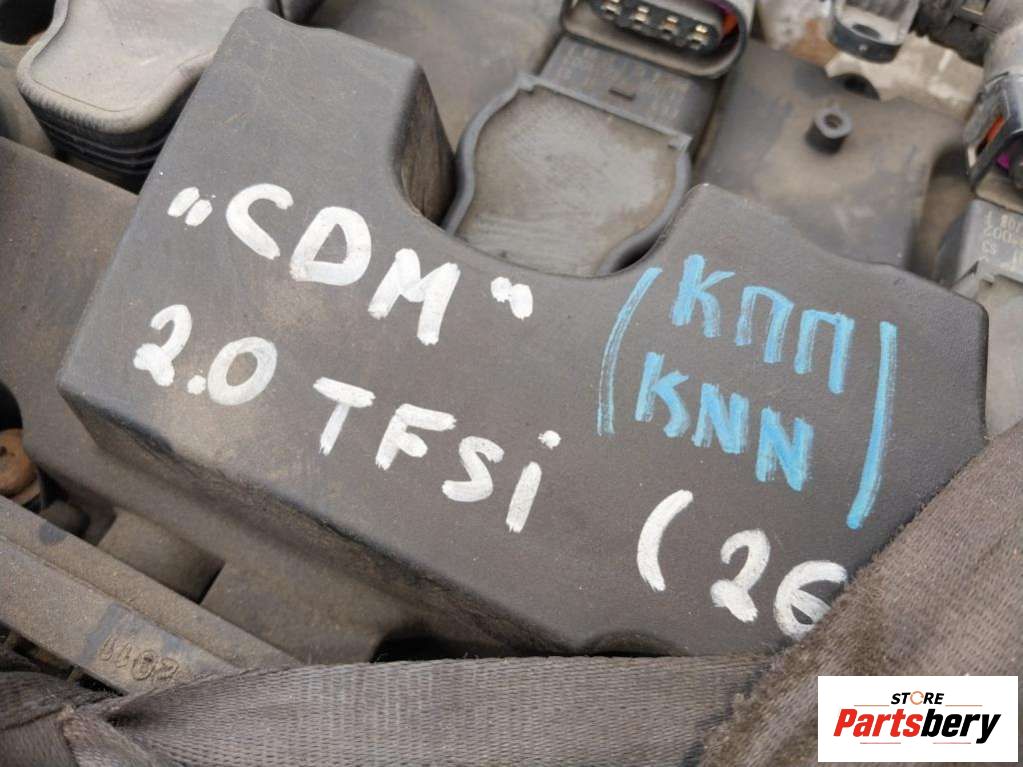 "CDM"
2.0 TFSi
(КПП
KNN)
(26
STORE
Partsbery